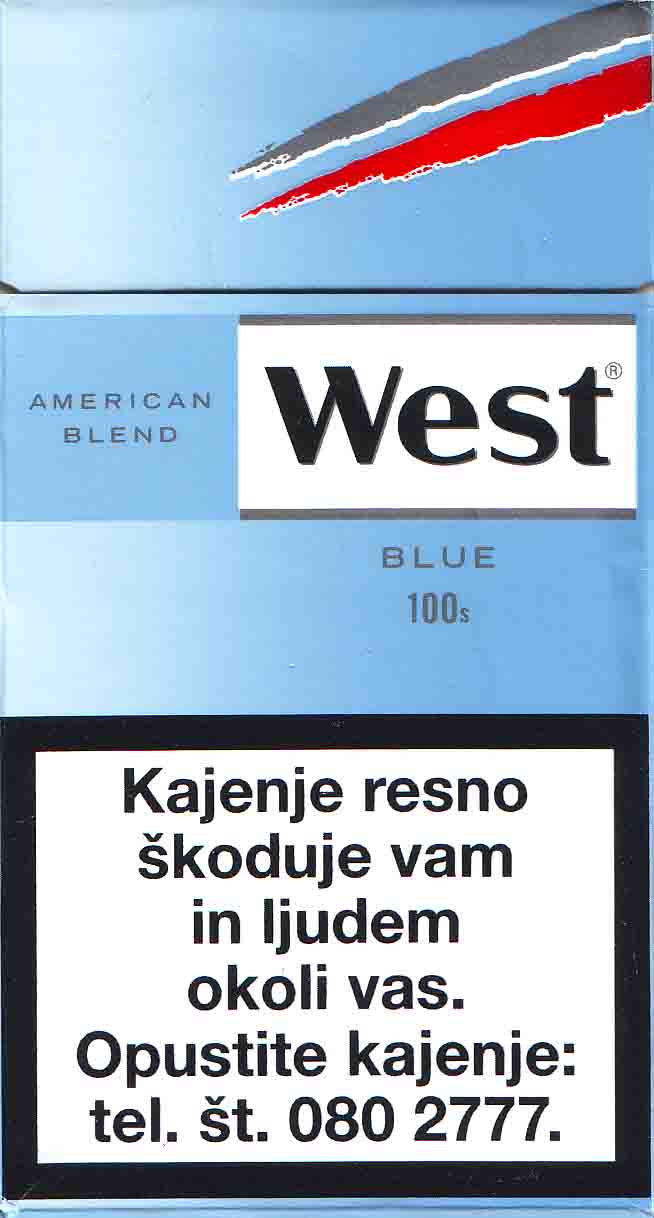 AMERICAN
BLEND
West®
BLUE
100s
Kajenje resno
škoduje vam
in ljudem
okoli vas.
Opustite kajenje:
tel. št. 080 2777.